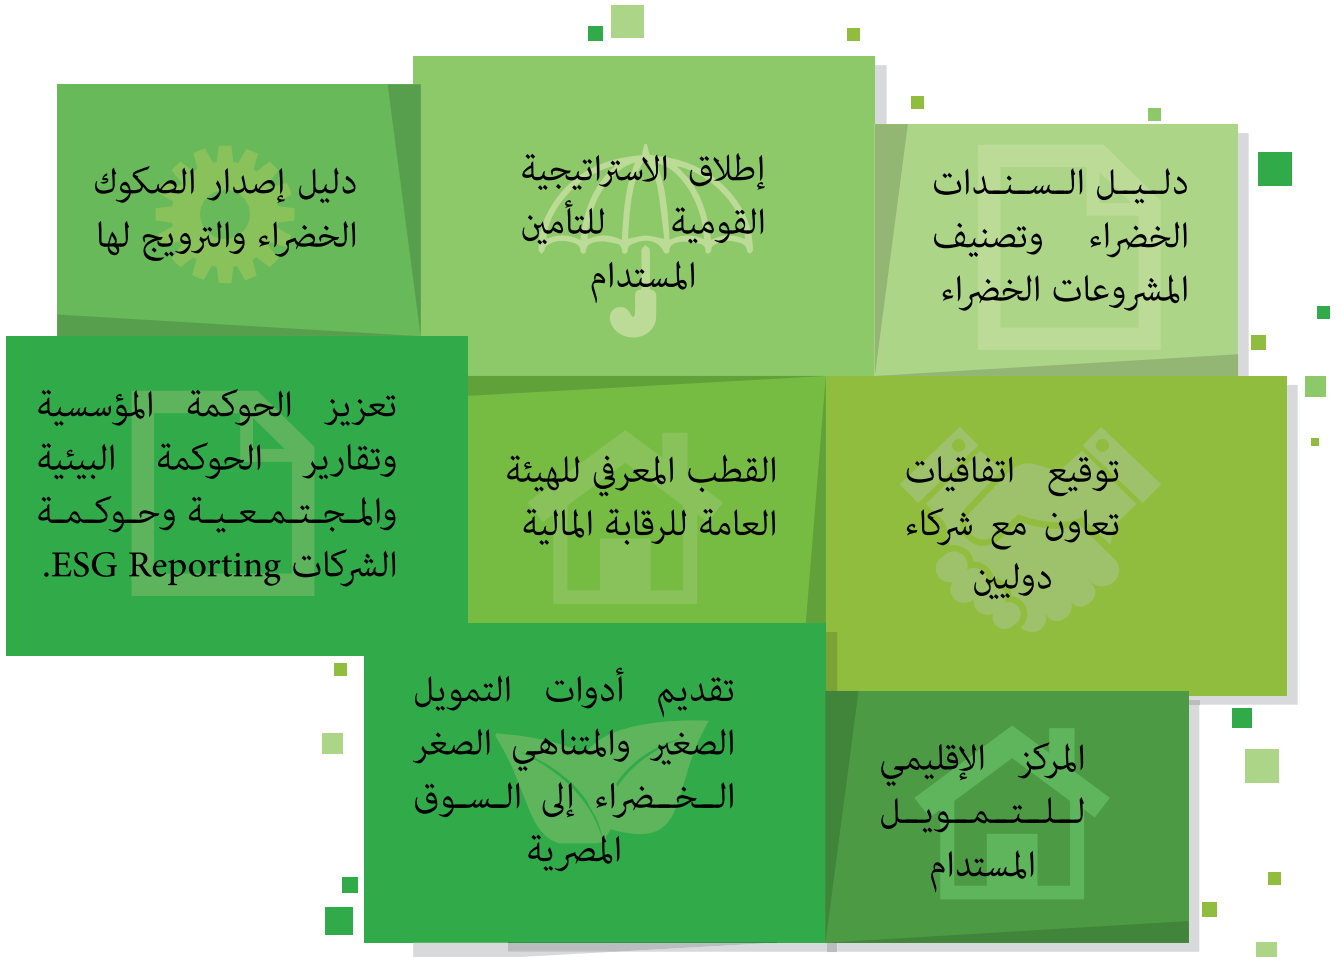 دليل السندات
الخضراء وتصنيف
المشروعات الخضراء
إطلاق الاستراتيجية
القومية للتأمين
المستدام
دليل إصدار الصكوك
الخضراء والترويج لها
توقيع اتفاقيات
تعاون مع شركاء
دوليين
القطب المعرفي للهيئة
العامة للرقابة المالية
تعزيز الحوكمة المؤسسية
وتقارير الحوكمة البيئية
والمجتمعية وحوكمة
الشركات ESG Reporting.
المركز الإقليمي
للتمويل
المستدام
تقديم أدوات التمويل
الصغير والمتناهي الصغر
الخضراء إلى السوق
المصرية